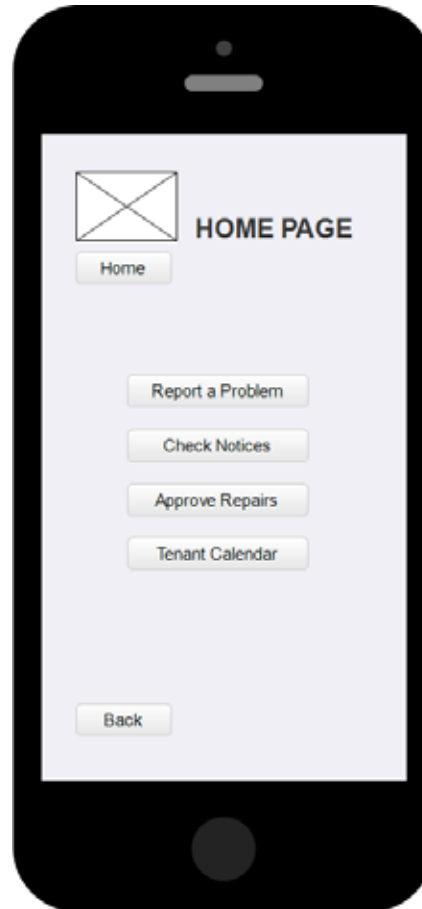 HOME PAGE
Home
Report a Problem
Check Notices
Approve Repairs
Tenant Calendar
Back